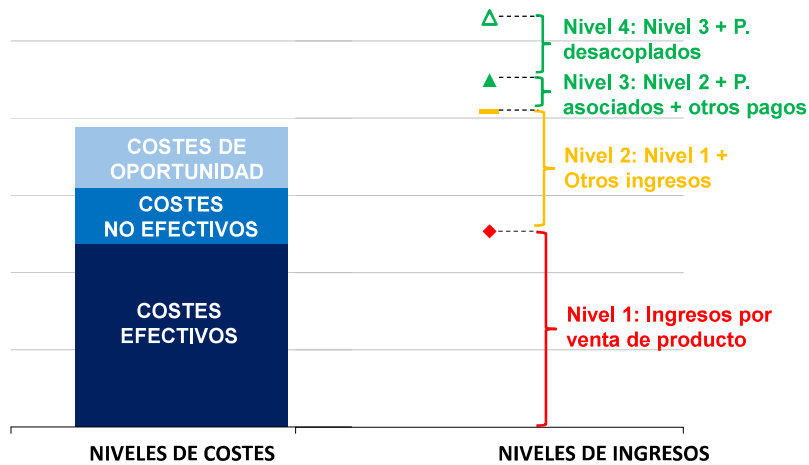 Nivel 4: Nivel 3 + P.
desacoplados
Nivel 3: Nivel 2 + P.
asociados + otros pagos
COSTES DE
OPORTUNIDAD
Nivel 2: Nivel 1 +
Otros ingresos
COSTES
NO EFECTIVOS
COSTES
EFECTIVOS
Nivel 1: Ingresos por
venta de producto
NIVELES DE COSTES
NIVELES DE INGRESOS